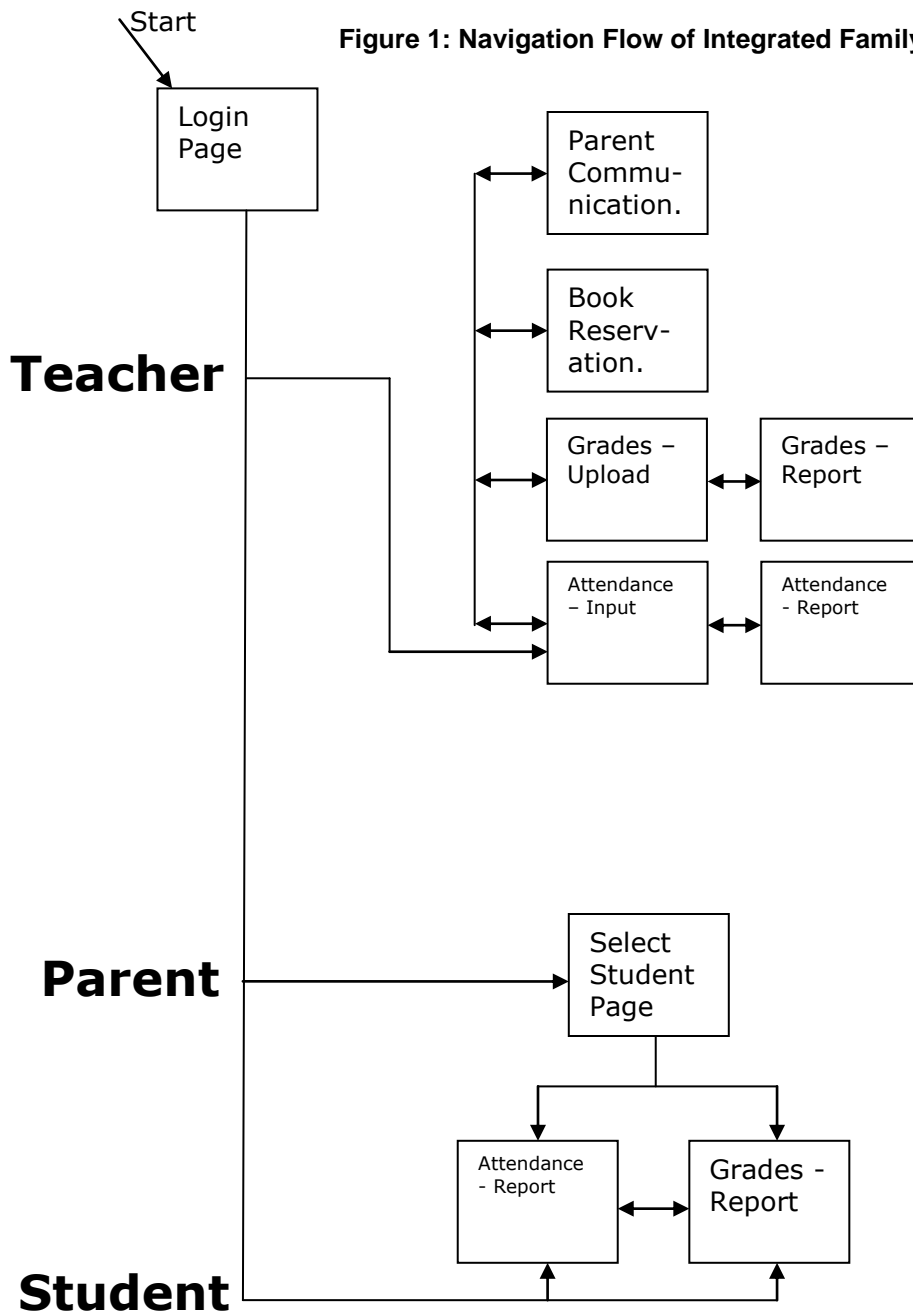 Start
Figure 1: Navigation Flow of Integrated Family
Login
Page
Parent
Commu-
nication.
Book
Reserv-
ation.
Teacher
Grades –
Upload
Grades –
Report
Attendance
– Input
Attendance
- Report
Parent
Select
Student
Page
Attendance
- Report
Grades -
Report
Student